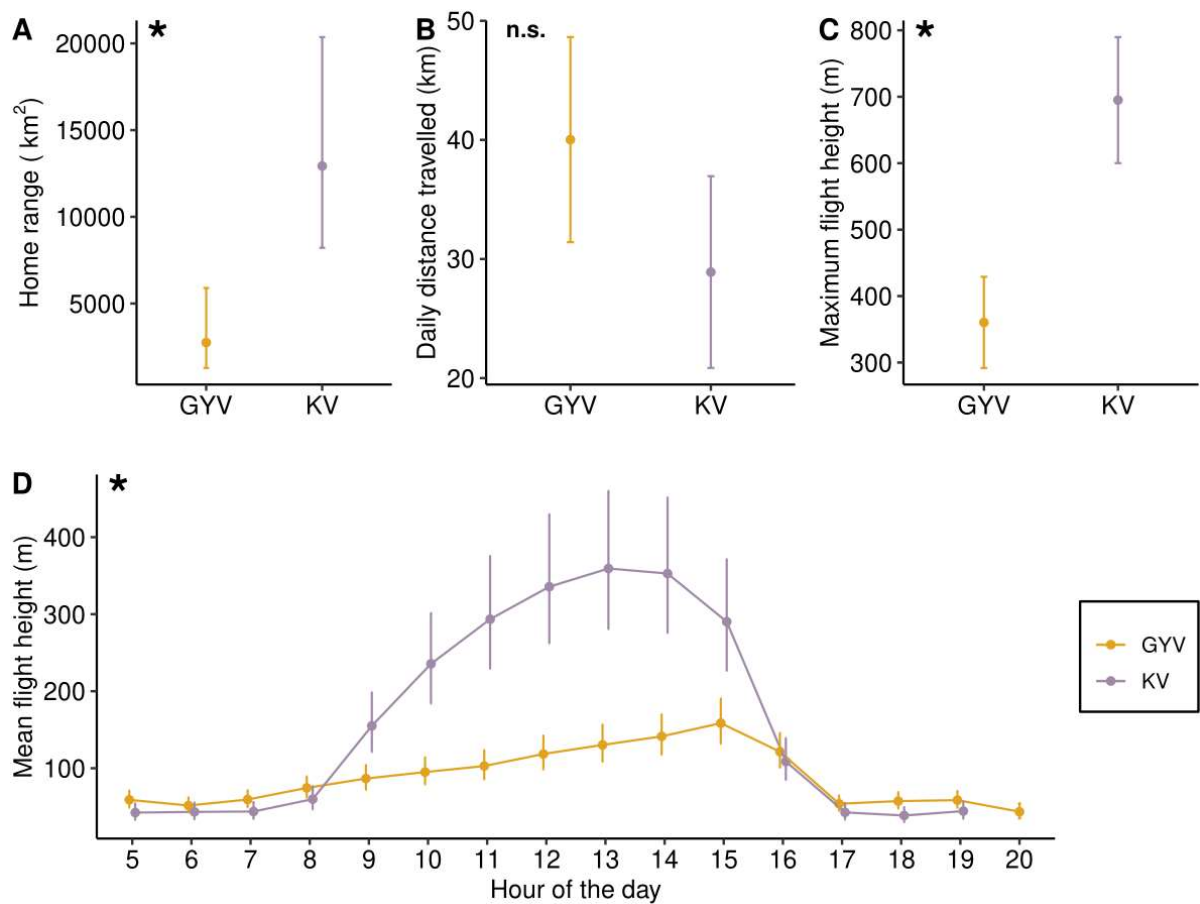 A
*
Home range ( km²)
20000
15000
10000
5000
GYV
KV
B
n.s.
Daily distance travelled (km)
50
40
30
20
GYV
KV
C
*
Maximum flight height (m)
800
700
600
500
400
300
GYV
KV
D
*
Mean flight height (m)
400
300
200
100
5 6 7 8 9 10 11 12 13 14 15 16 17 18 19 20
Hour of the day
GYV
KV